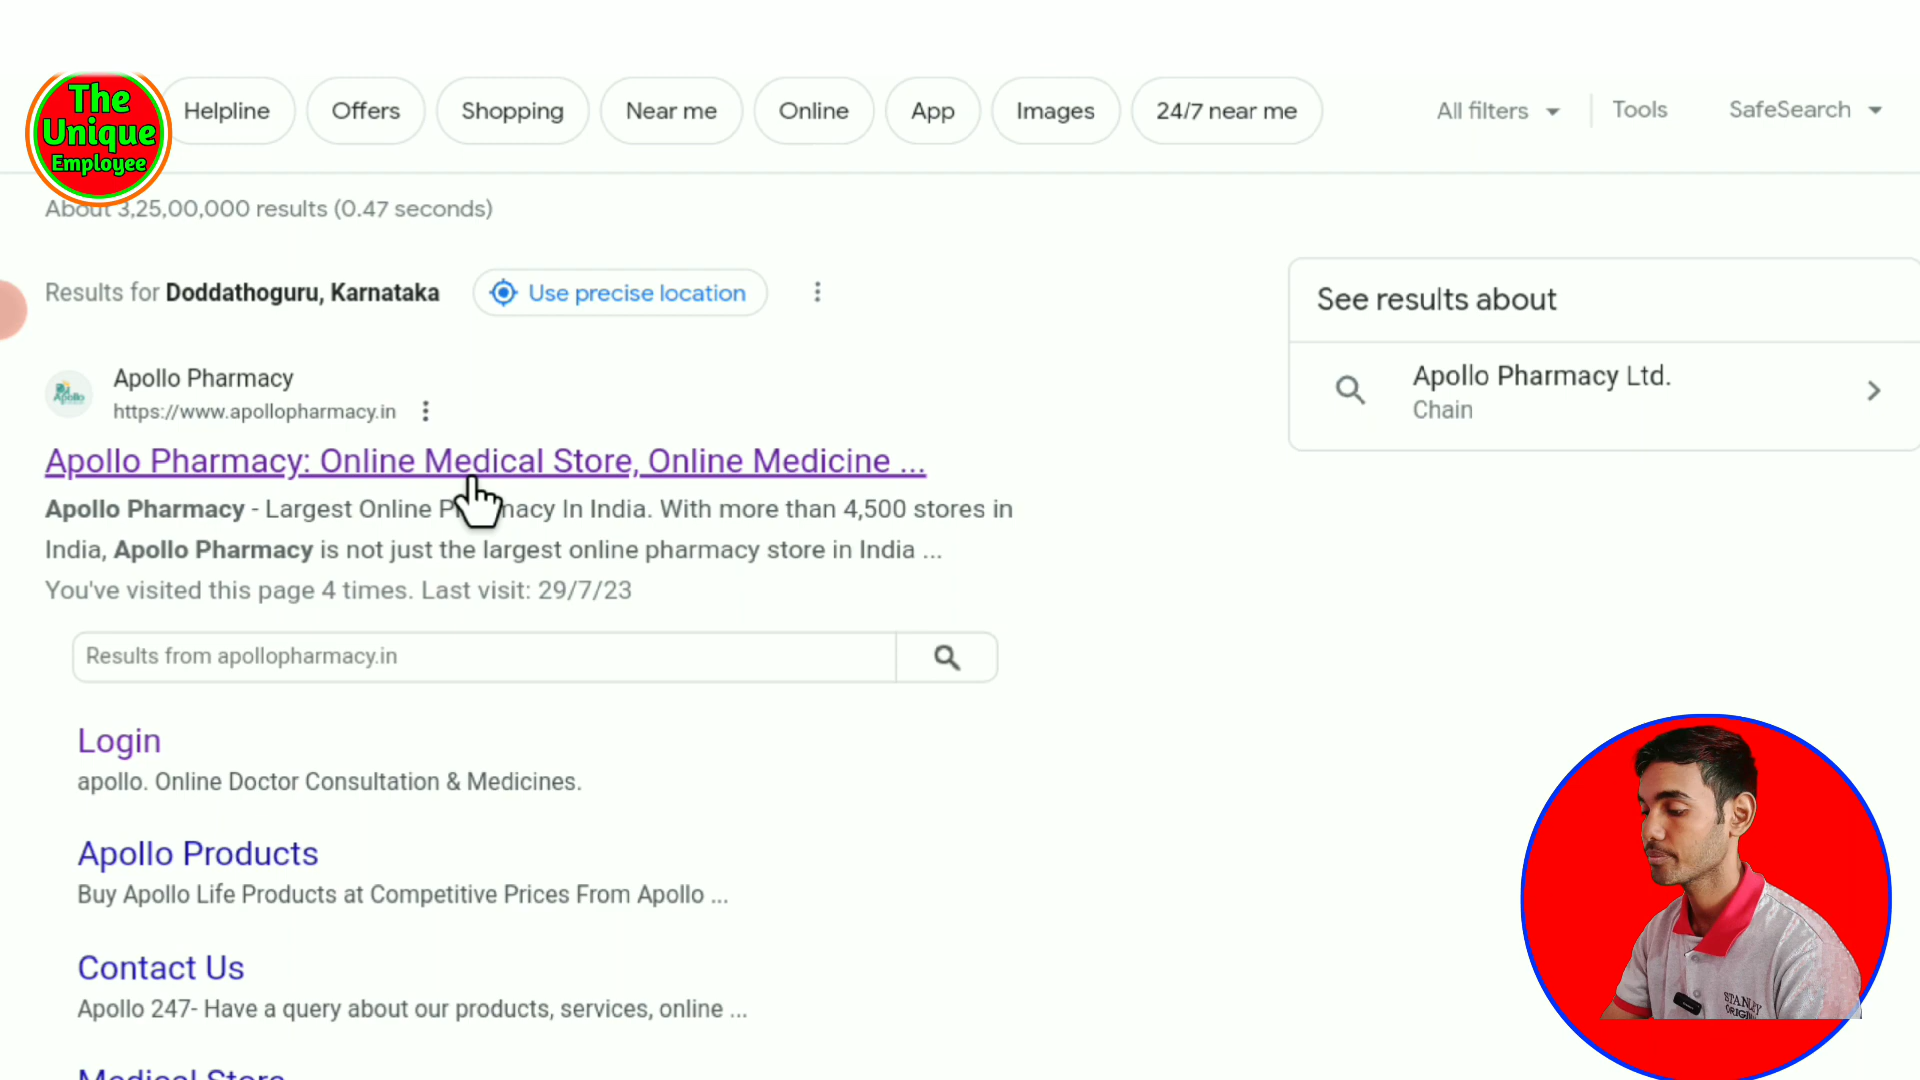 The
Unique
Employee
Helpline
Offers
Shopping
Near me
Online
App
Images
24/7 near me
All filters
Tools
SafeSearch
About 3,25,00,000 results (0.47 seconds)
Results for Doddathoguru, Karnataka
Use precise location
See results about
Apollo Pharmacy Ltd.
Chain
Apollo
Apollo Pharmacy
https://www.apollopharmacy.in
Apollo Pharmacy: Online Medical Store, Online Medicine ...
Apollo Pharmacy - Largest Online Pharmacy In India. With more than 4,500 stores in
India, Apollo Pharmacy is not just the largest online pharmacy store in India ...
You've visited this page 4 times. Last visit: 29/7/23
Results from apollopharmacy.in
Login
apollo. Online Doctor Consultation & Medicines.
Apollo Products
Buy Apollo Life Products at Competitive Prices From Apollo ...
Contact Us
Apollo 247- Have a query about our products, services, online ...
Medical Store
STANLEY